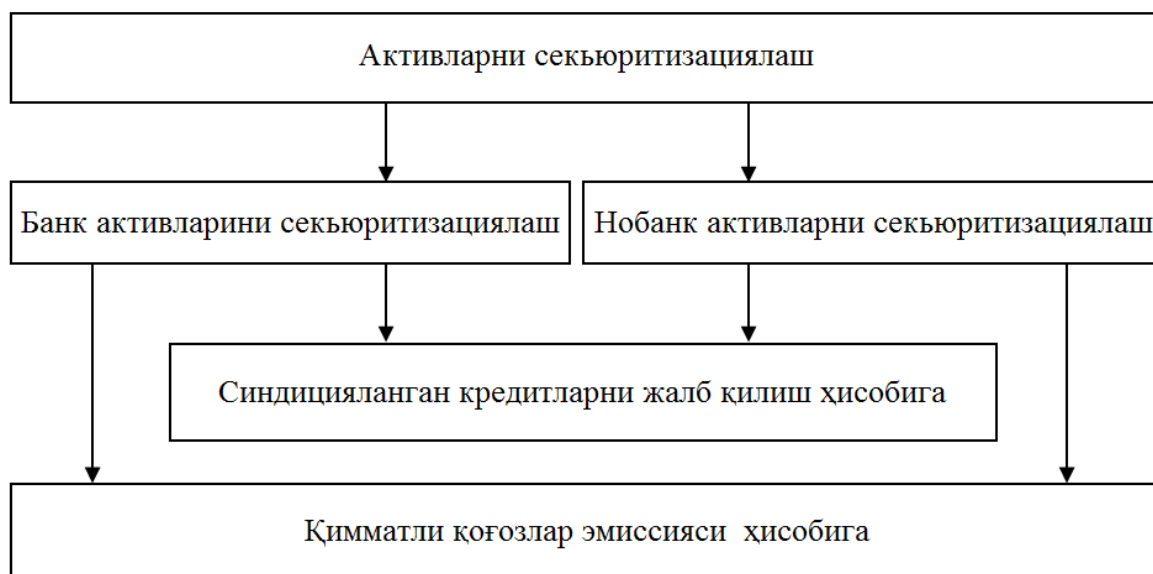 Активларни секьюритизациялаш
Банк активларини секьюритизациялаш
Нобанк активларни секьюритизациялаш
Синдицияланган кредитларни жалб қилиш ҳисобига
Қимматли қоғозлар эмиссияси ҳисобига